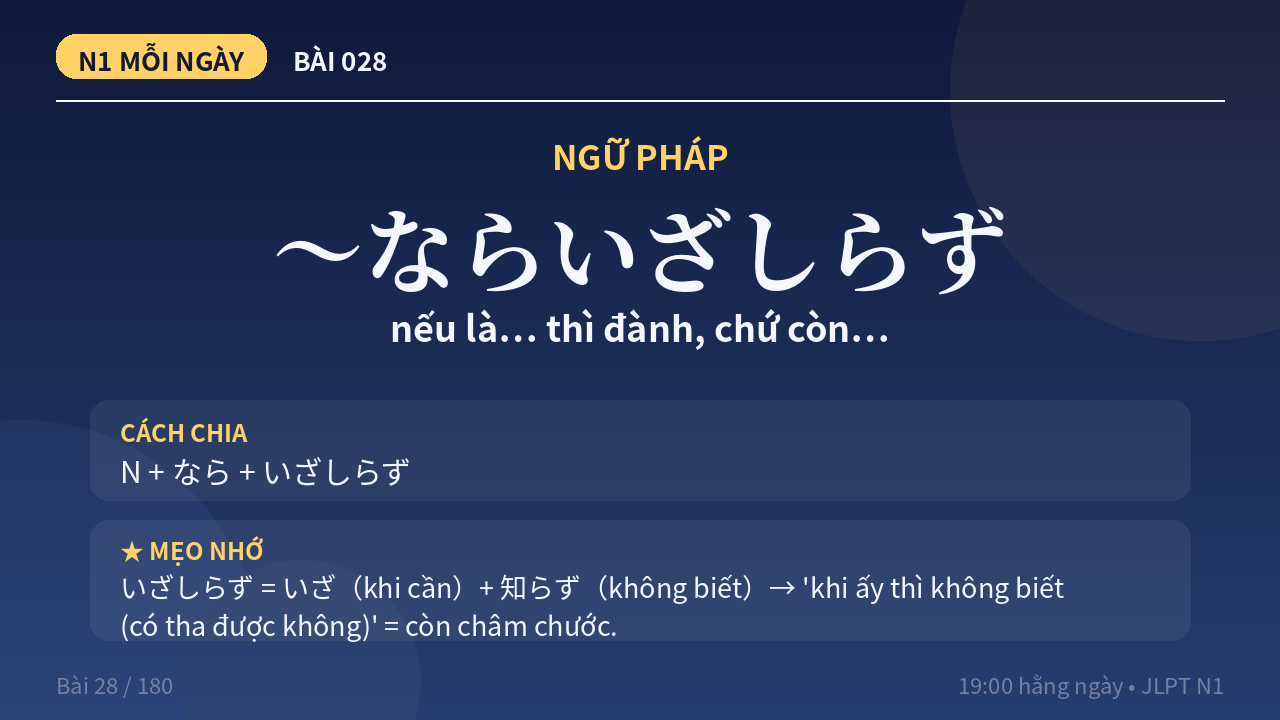 N1 MỖI NGÀY
BÀI 028
NGỮ PHÁP
～ならいざしらず
nếu là… thì đành, chứ còn…
CÁCH CHIA
N + なら + いざしらず
★ MẸO NHỚ
いざしらず = いざ（khi cần）+ 知らず（không biết）→ 'khi ấy thì không biết
(có tha được không)' = còn châm chước.
Bài 28 / 180
19:00 hằng ngày • JLPT N1